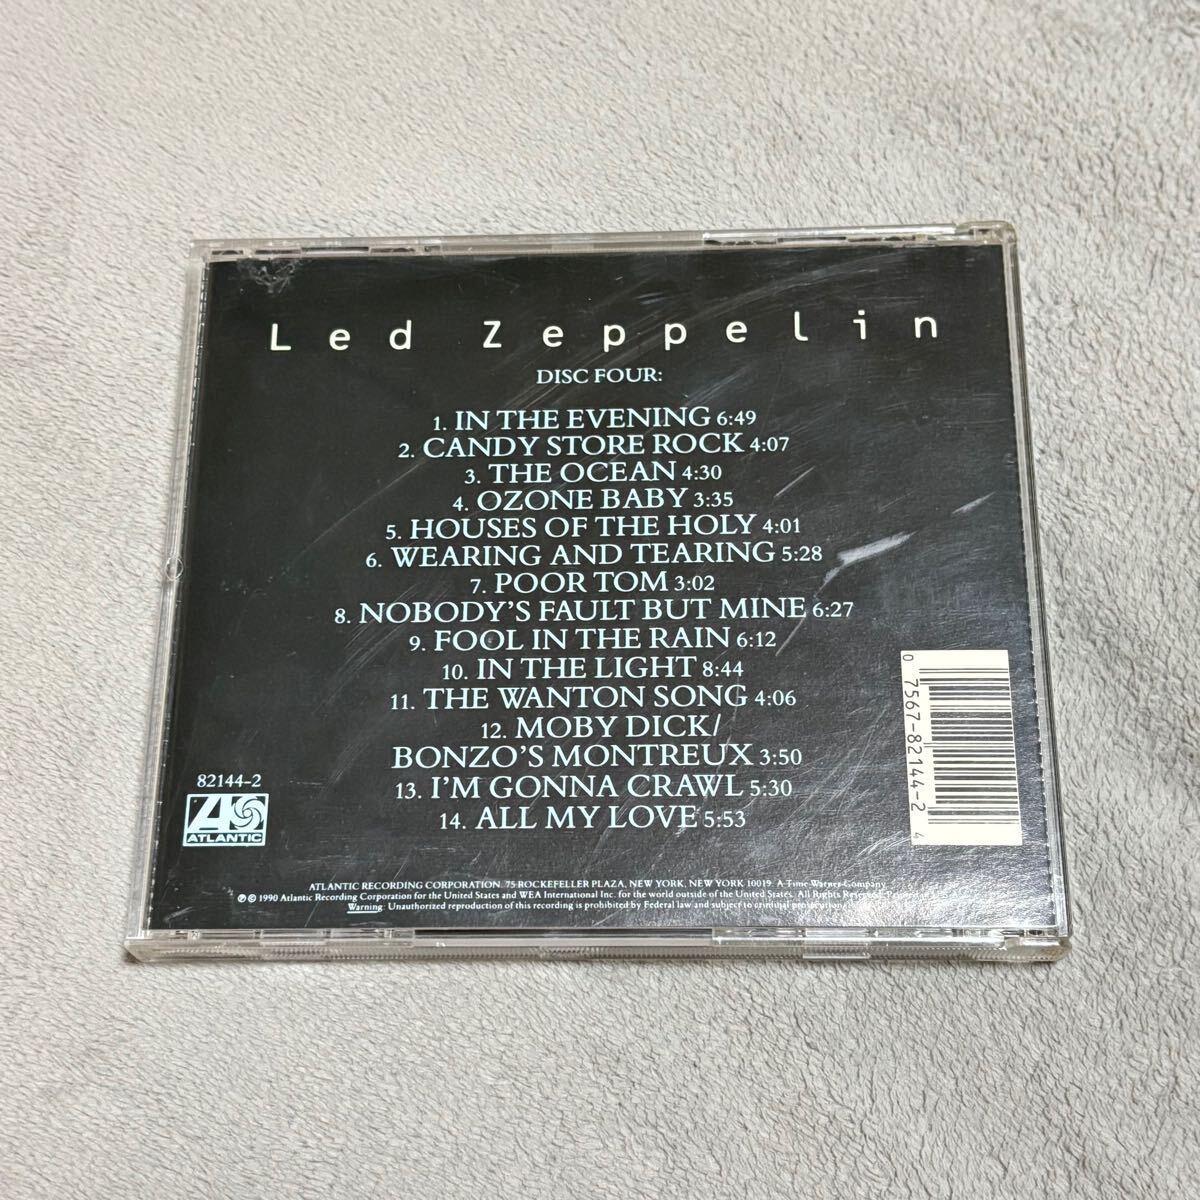 Led Zeppelin
DISC FOUR:
1. IN THE EVENING 6:49
2. CANDY STORE ROCK 4:07
3. THE OCEAN 4:30
4. OZONE BABY 3:35
5. HOUSES OF THE HOLY 4:01
6. WEARING AND TEARING 5:28
7. POOR TOM 3:02
8. NOBODY'S FAULT BUT MINE 6:27
9. FOOL IN THE RAIN 6:12
10. IN THE LIGHT 8:44
11. THE WANTON SONG 4:06
12. MOBY DICK/
BONZO'S MONTREUX 3:50
13. I'M GONNA CRAWL 5:30
14. ALL MY LOVE 5:53
82144-2
ATLANTIC
0 7567-82144-2 4
ATLANTIC RECORDING CORPORATION, 75 ROCKEFELLER PLAZA, NEW YORK, NEW YORK 10019. A Time Warner Company
℗ © 1990 Atlantic Recording Corporation for the United States and WEA International Inc. for the world outside of the United States. All Rights Reserved. Printed
Warning: Unauthorized reproduction of this recording is prohibited by Federal law and subject to criminal prosecution